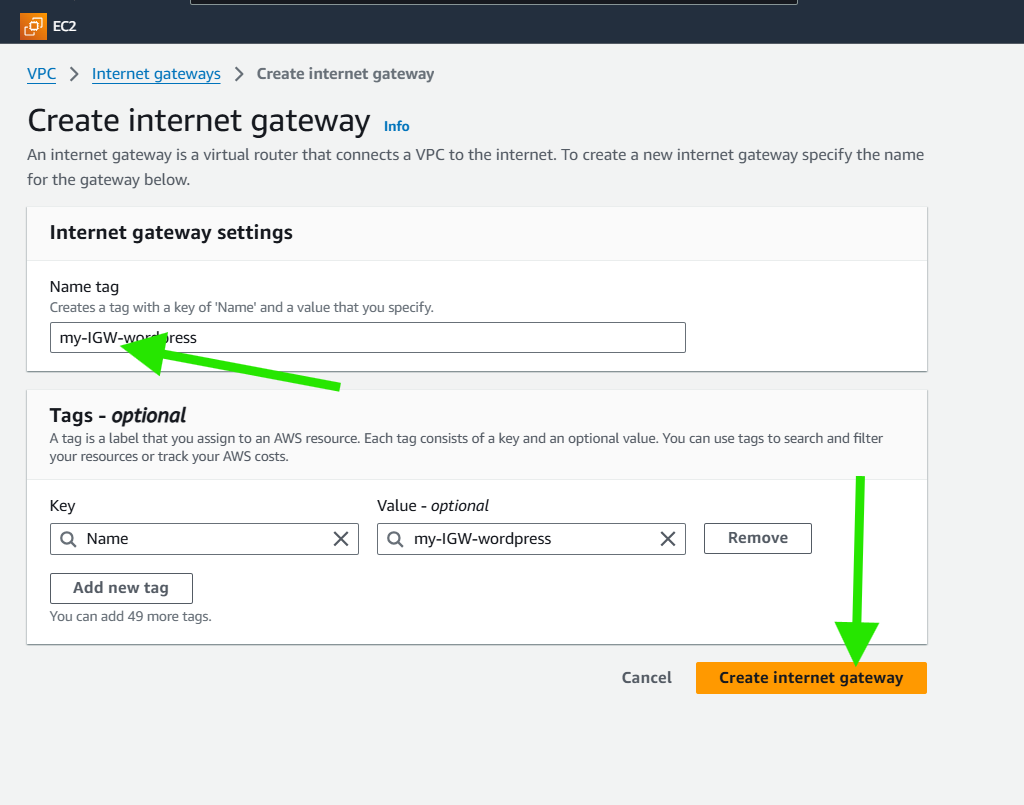 EC2
VPC > Internet gateways > Create internet gateway
Create internet gateway Info
An internet gateway is a virtual router that connects a VPC to the internet. To create a new internet gateway specify the name
for the gateway below.
Internet gateway settings
Name tag
Creates a tag with a key of 'Name' and a value that you specify.
my-IGW-wordpress
Tags - optional
A tag is a label that you assign to an AWS resource. Each tag consists of a key and an optional value. You can use tags to search and filter
your resources or track your AWS costs.
Key Value - optional
Name my-IGW-wordpress Remove
Add new tag
You can add 49 more tags.
Cancel Create internet gateway